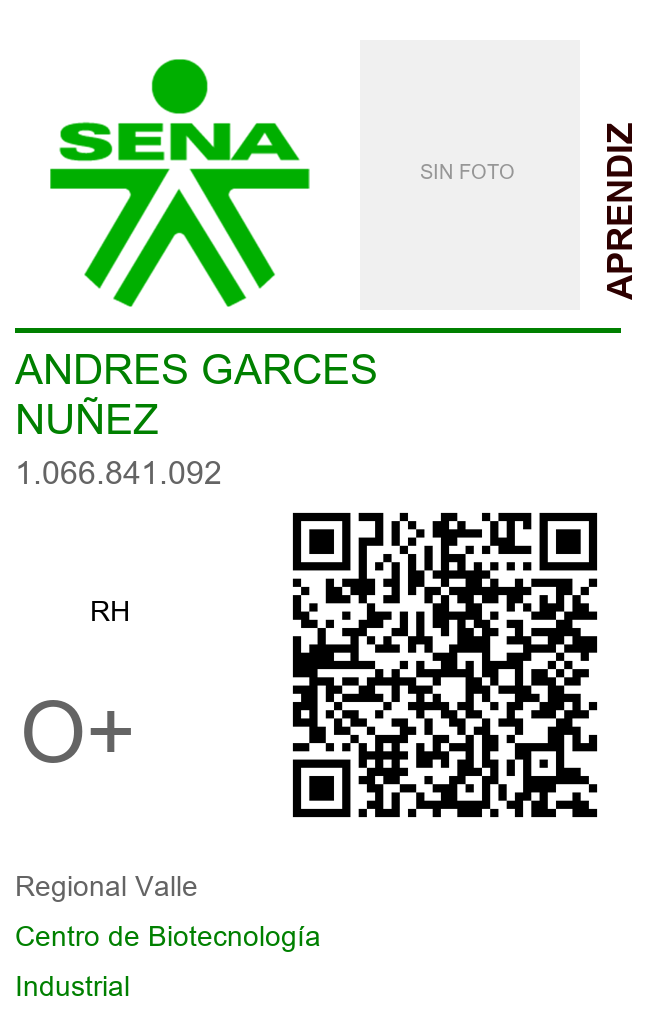 SENA
SIN FOTO
APRENDIZ
ANDRES GARCES
NUÑEZ
1.066.841.092
RH
O+
Regional Valle
Centro de Biotecnología
Industrial